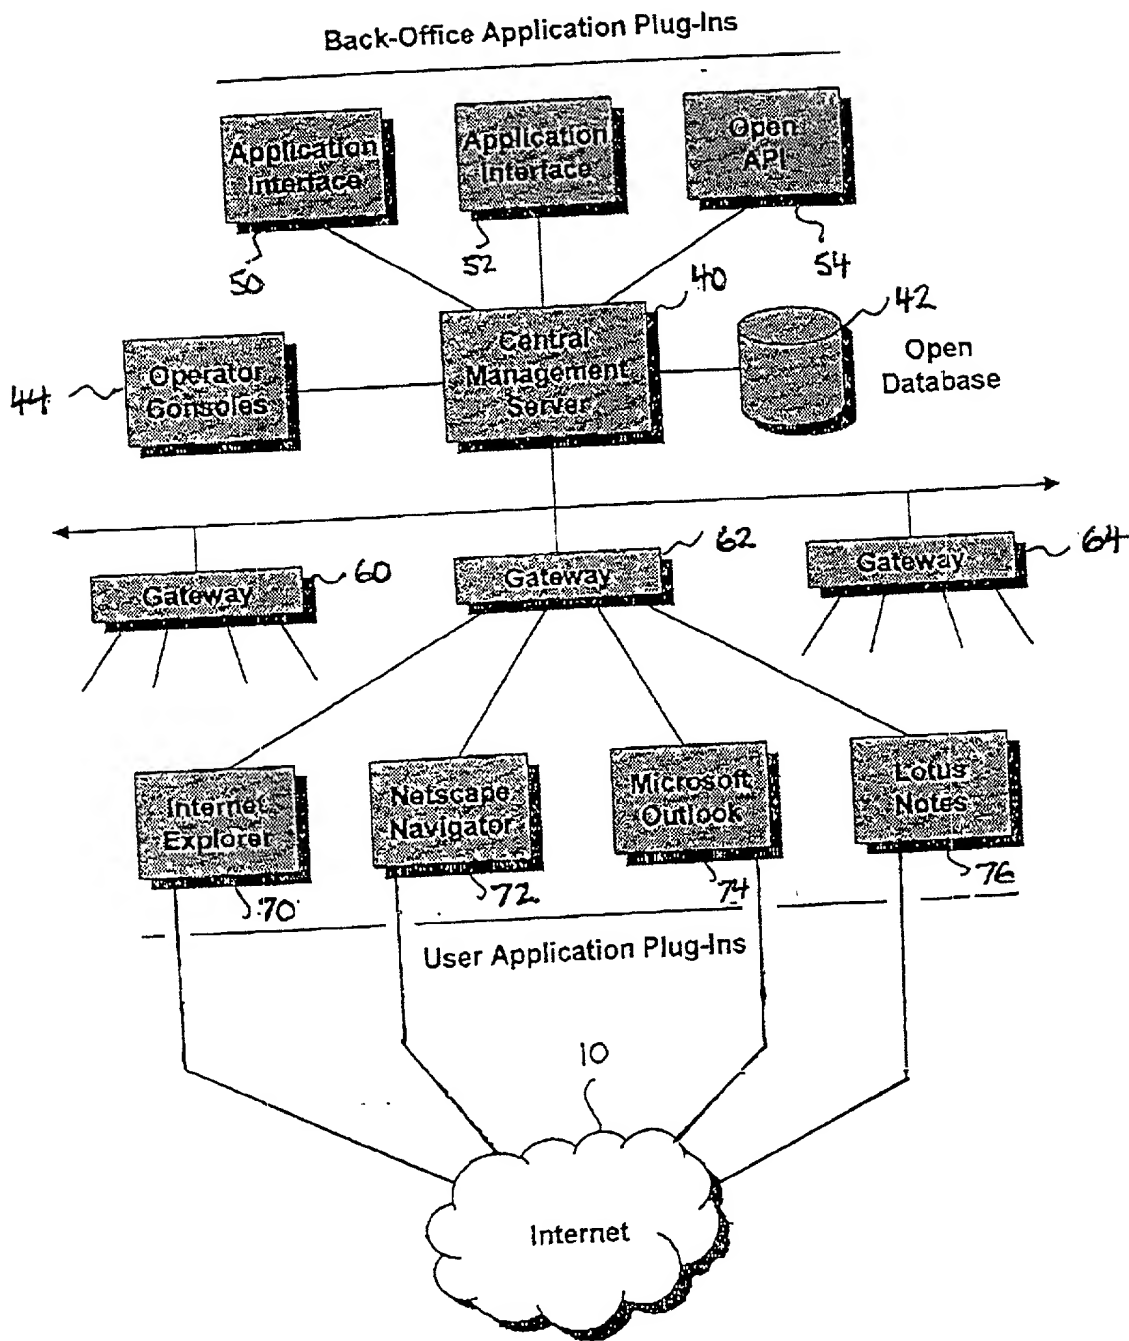 Back-Office Application Plug-Ins
Application
Interface
Application
Interface
Open
API
50
52
54
40
42
44
Operator
Consoles
Central
Management
Server
Open
Database
60
62
64
Gateway
Gateway
Gateway
Internet
Explorer
Netscape
Navigator
Microsoft
Outlook
Lotus
Notes
70
72
74
76
User Application Plug-Ins
10
Internet